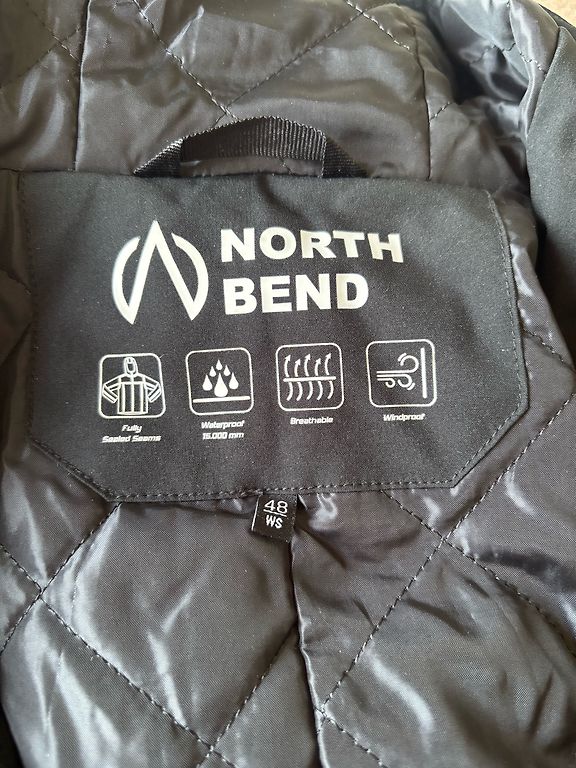 NORTH
BEND
Fully
Sealed Seams
Waterproof
15.000 mm
Breathable
Windproof
48
WS